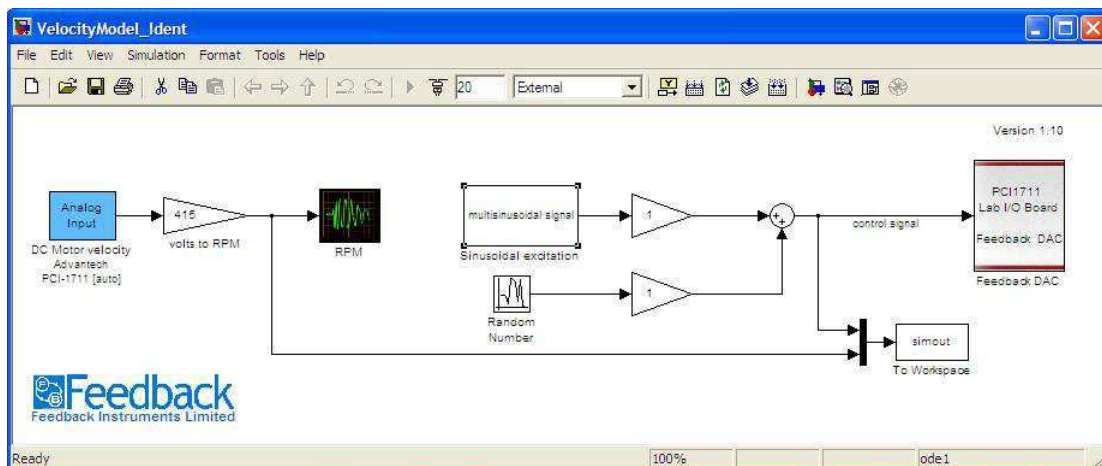 VelocityModel_Ident
File Edit View Simulation Format Tools Help
20 External
Version 1.10
Analog
Input
DC Motor velocity
Advantech
PCI-1711 [auto]
415
volts to RPM
RPM
multisinusoidal signal
Sinusoidal excitation
1
control signal
PCI1711
Lab I/O Board
Feedback DAC
Feedback DAC
Random
Number
1
simout
To Workspace
Feedback
Feedback Instruments Limited
Ready 100% ode1